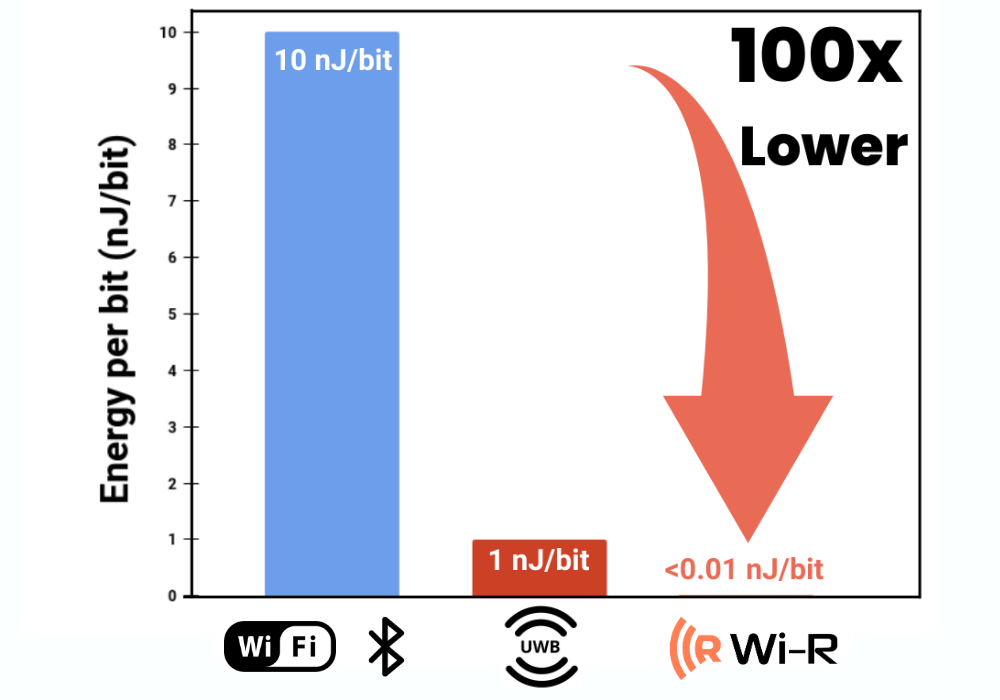 100x
Lower
Energy per bit (nJ/bit)
10
9
8
7
6
5
4
3
2
1
0
10 nJ/bit
1 nJ/bit
<0.01 nJ/bit
Wi Fi
UWB
R Wi-R